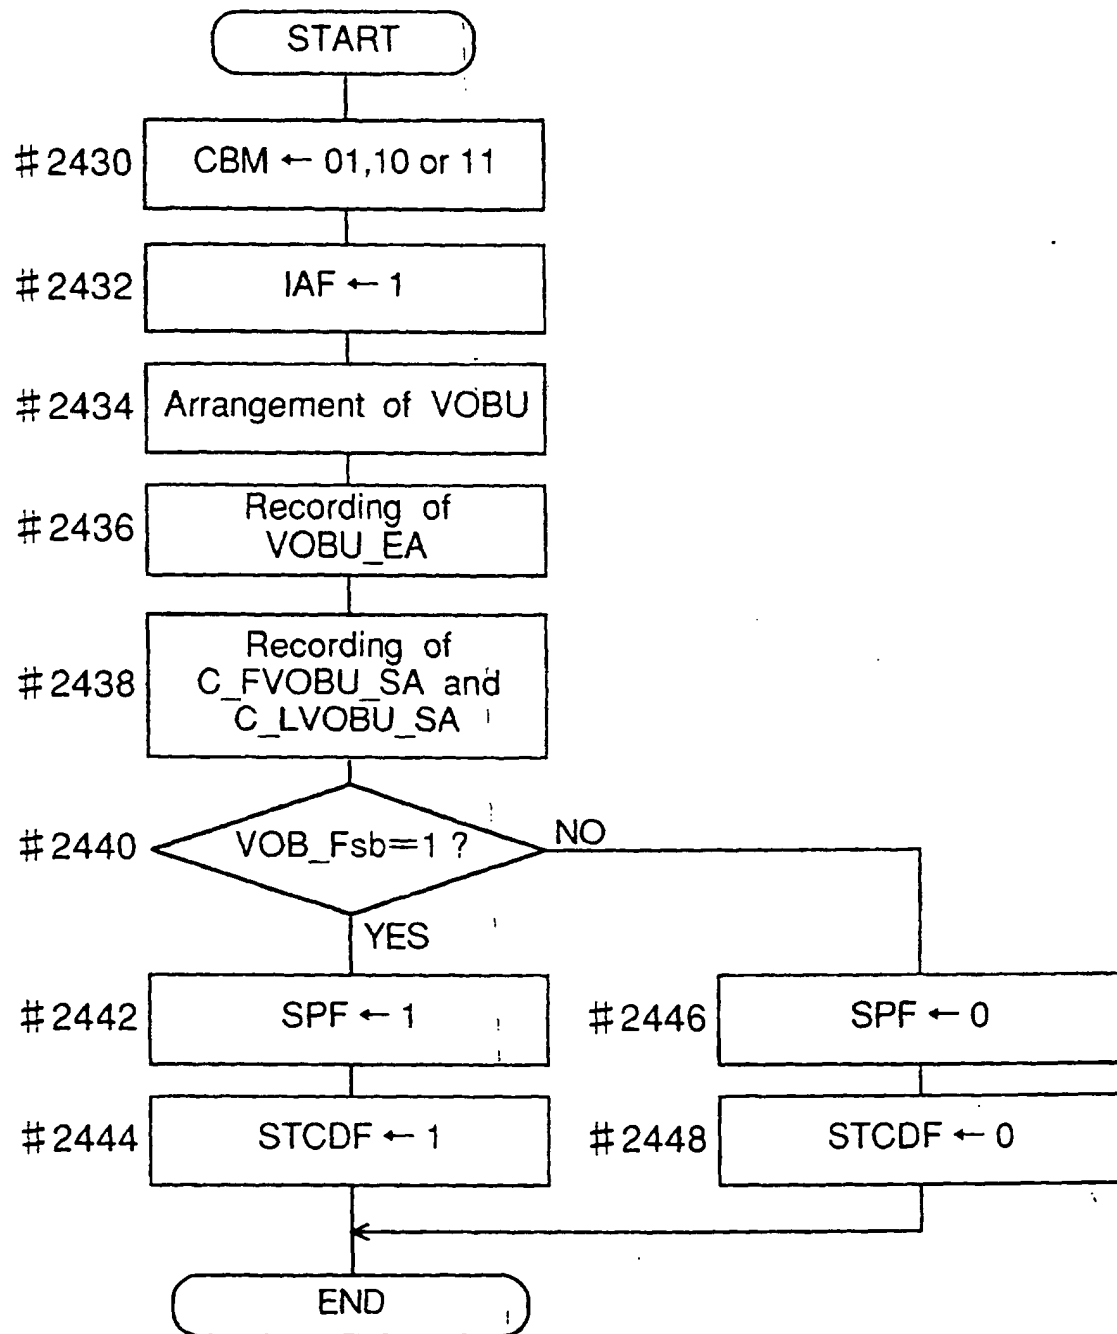 START
#2430
CBM ← 01,10 or 11
#2432
IAF ← 1
#2434
Arrangement of VOBU
#2436
Recording of
VOBU_EA
#2438
Recording of
C_FVOBU_SA and
C_LVOBU_SA
#2440
VOB_Fsb=1 ?
NO
YES
#2442
SPF ← 1
#2446
SPF ← 0
#2444
STCDF ← 1
#2448
STCDF ← 0
END